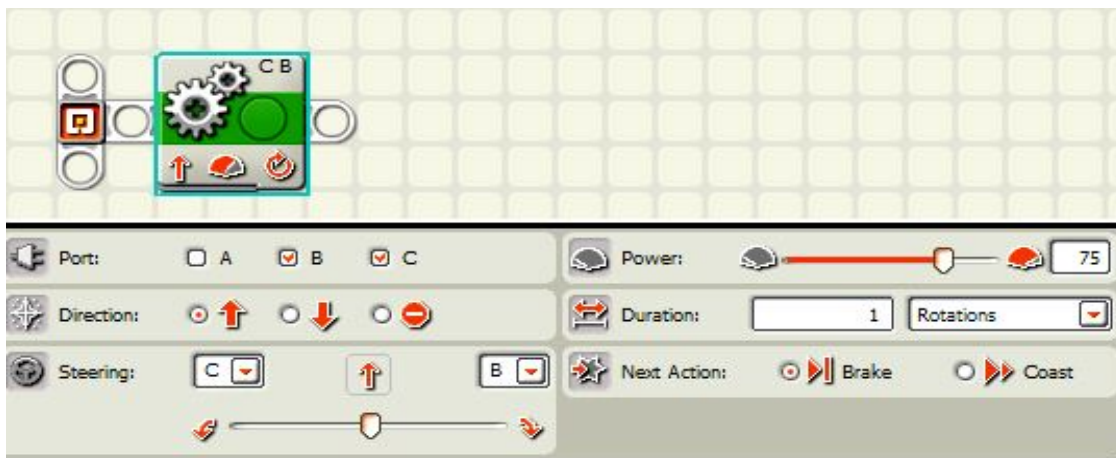 C B
Port: A B C
Power: 75
Direction:
Duration: 1 Rotations
Steering: C B
Next Action: Brake Coast